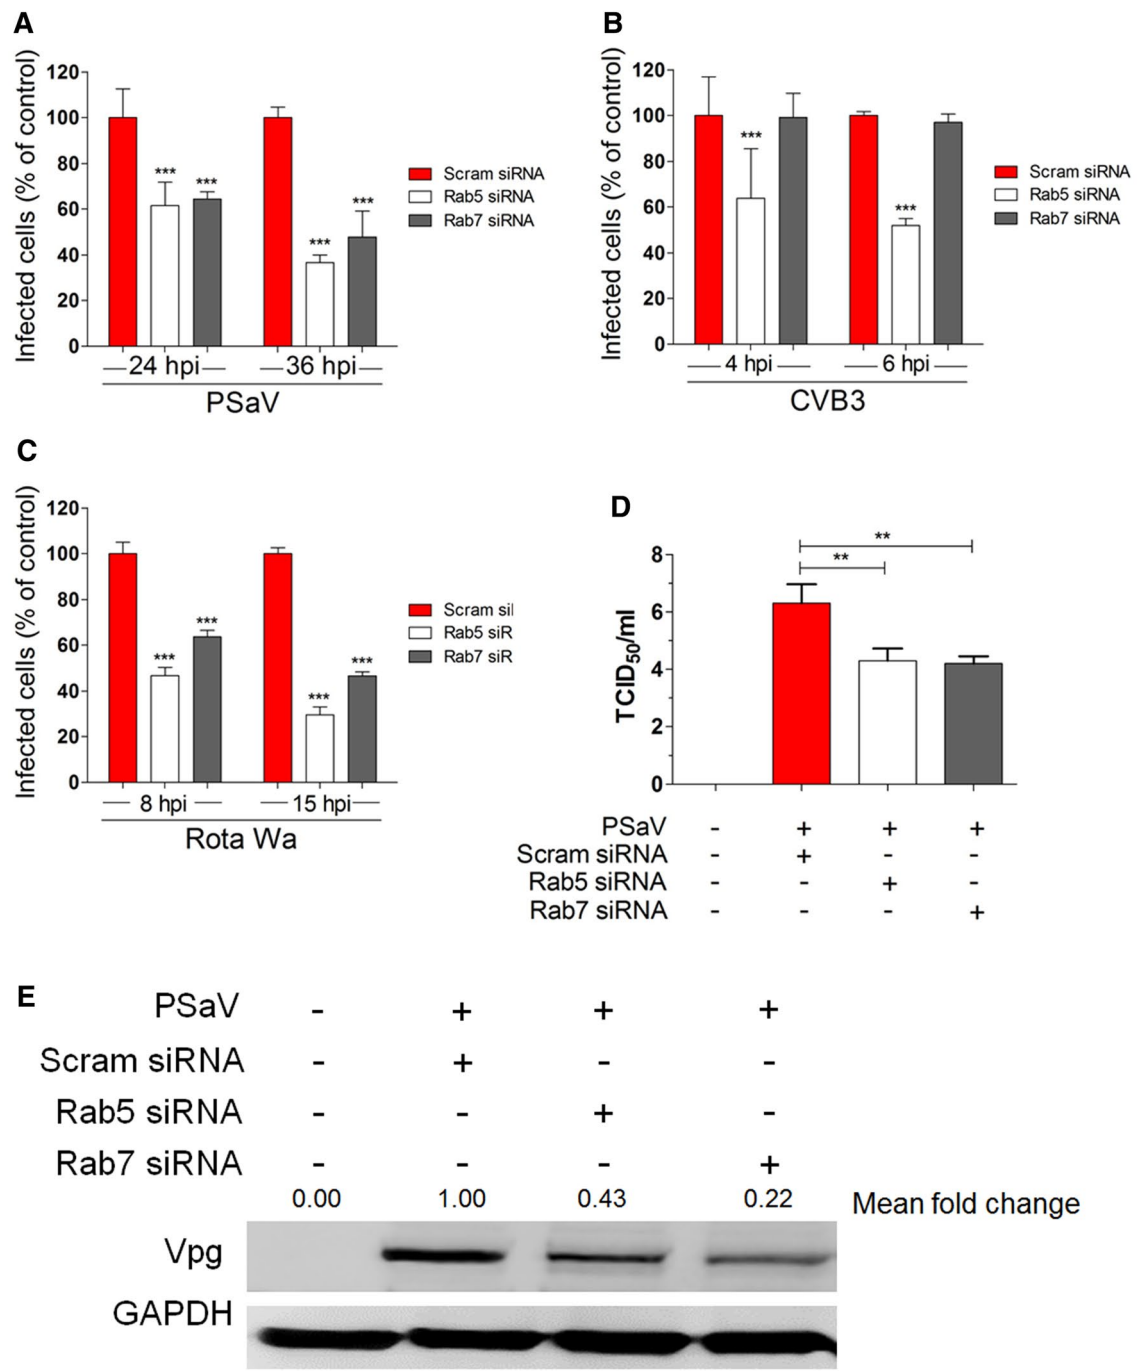 A
Infected cells (% of control)
120
100
80
60
40
20
0
***
***
***
***
24 hpi
36 hpi
PSaV
Scram siRNA
Rab5 siRNA
Rab7 siRNA
B
Infected cells (% of control)
120
100
80
60
40
20
0
***
***
4 hpi
6 hpi
CVB3
Scram siRNA
Rab5 siRNA
Rab7 siRNA
C
Infected cells (% of control)
120
100
80
60
40
20
0
***
***
***
***
8 hpi
15 hpi
Rota Wa
Scram sil
Rab5 siR
Rab7 siR
D
TCID50/ml
8
6
4
2
0
**
**
PSaV - + + +
Scram siRNA - + - -
Rab5 siRNA - - + -
Rab7 siRNA - - - +
E
PSaV - + + +
Scram siRNA - + - -
Rab5 siRNA - - + -
Rab7 siRNA - - - +
0.00 1.00 0.43 0.22 Mean fold change
Vpg
GAPDH